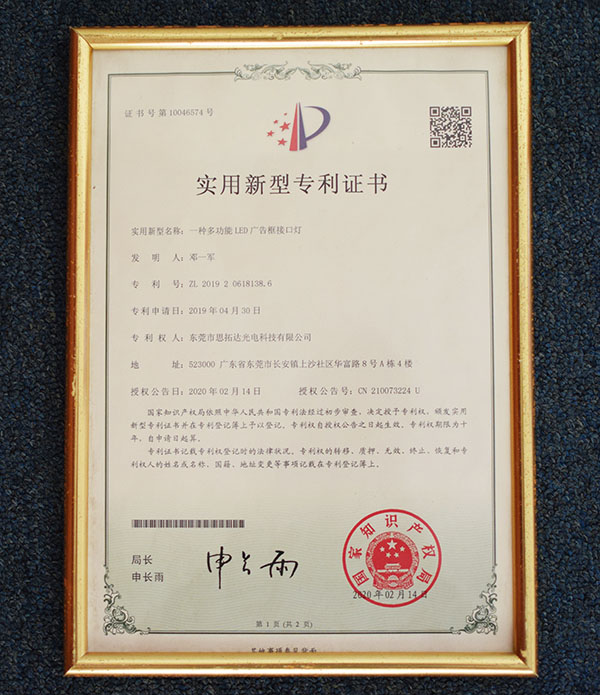 证书号第10046574号
实用新型专利证书
实用新型名称：一种多功能LED广告框接口灯
发明人：邓一军
专利号：ZL 2019 2 0618138.6
专利申请日：2019年04月30日
专利权人：东莞市思拓达光电科技有限公司
地址：523000 广东省东莞市长安镇上沙社区华富路8号A栋4楼
授权公告日：2020年02月14日 授权公告号：CN 210073224 U
国家知识产权局依照中华人民共和国专利法经过初步审查，决定授予专利权，颁发实用
新型专利证书并在专利登记簿上予以登记。专利权自授权公告之日起生效。专利权期限为十
年，自申请日起算。
专利证书记载专利权登记时的法律状况。专利权的转移、质押、无效、终止、恢复和专
利权人的姓名或名称、国籍、地址变更等事项记载在专利登记簿上。
局长
申长雨
申长雨
国家知识产权局
2020年02月14日
第1页(共2页)